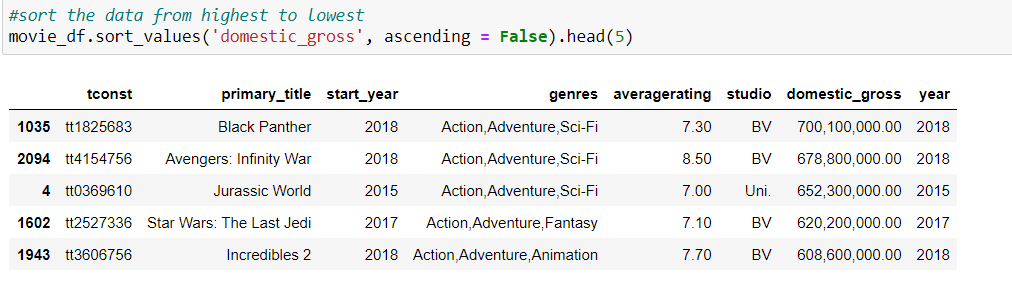 #sort the data from highest to lowest
movie_df.sort_values('domestic_gross', ascending = False).head(5)
tconst primary_title start_year genres averagerating studio domestic_gross year
1035 tt1825683 Black Panther 2018 Action,Adventure,Sci-Fi 7.30 BV 700,100,000.00 2018
2094 tt4154756 Avengers: Infinity War 2018 Action,Adventure,Sci-Fi 8.50 BV 678,800,000.00 2018
4 tt0369610 Jurassic World 2015 Action,Adventure,Sci-Fi 7.00 Uni. 652,300,000.00 2015
1602 tt2527336 Star Wars: The Last Jedi 2017 Action,Adventure,Fantasy 7.10 BV 620,200,000.00 2017
1943 tt3606756 Incredibles 2 2018 Action,Adventure,Animation 7.70 BV 608,600,000.00 2018